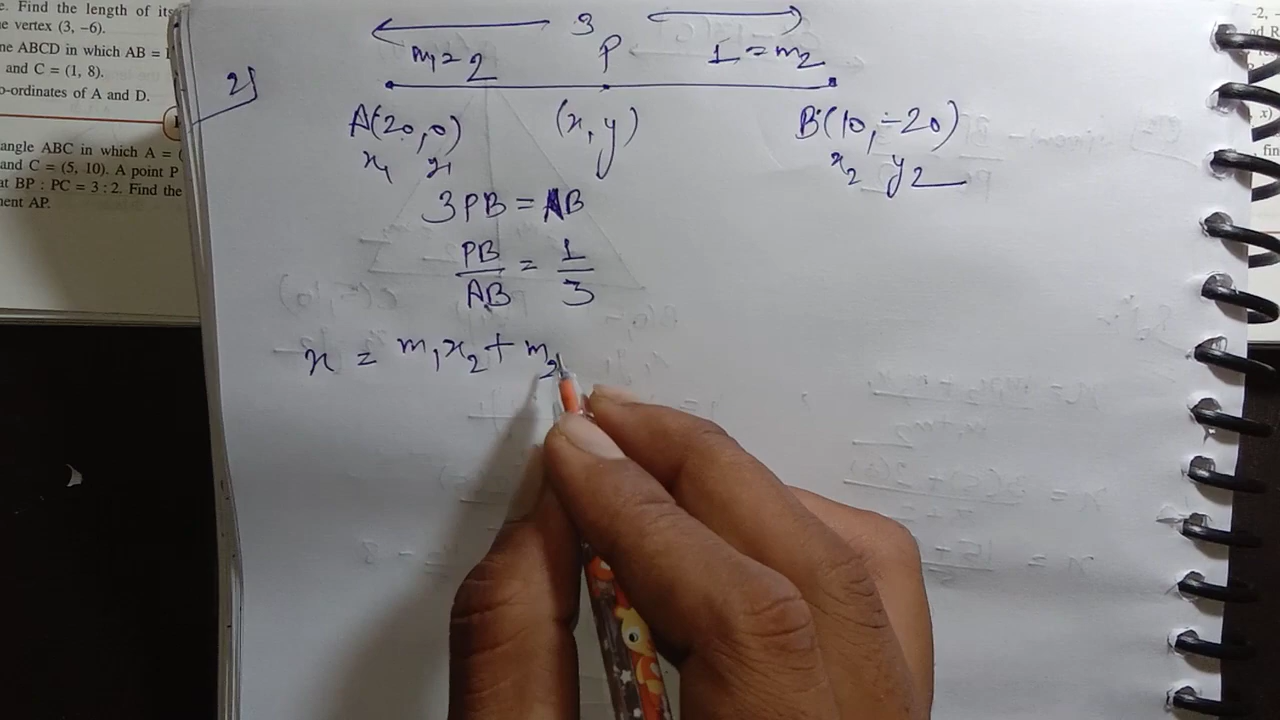 e. Find the length of its
e vertex (3, –6).
ne ABCD in which AB =
and C = (1, 8).
o-ordinates of A and D.
angle ABC in which A = (
and C = (5, 10). A point P
at BP : PC = 3 : 2. Find the
nent AP.
2)
3
m₁ = 2 P 1 = m₂
A(20, 0) (x, y) B(10, -20)
x₁ y₁ x₂ y₂
3PB = AB
PB/AB = 1/3
x = m₁x₂ + m₂